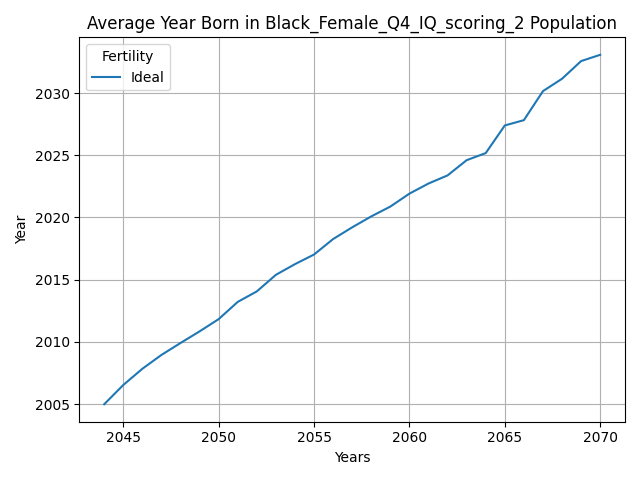 Average Year Born in Black_Female_Q4_IQ_scoring_2 Population
Fertility
Ideal
Year
2030
2025
2020
2015
2010
2005
2045 2050 2055 2060 2065 2070
Years